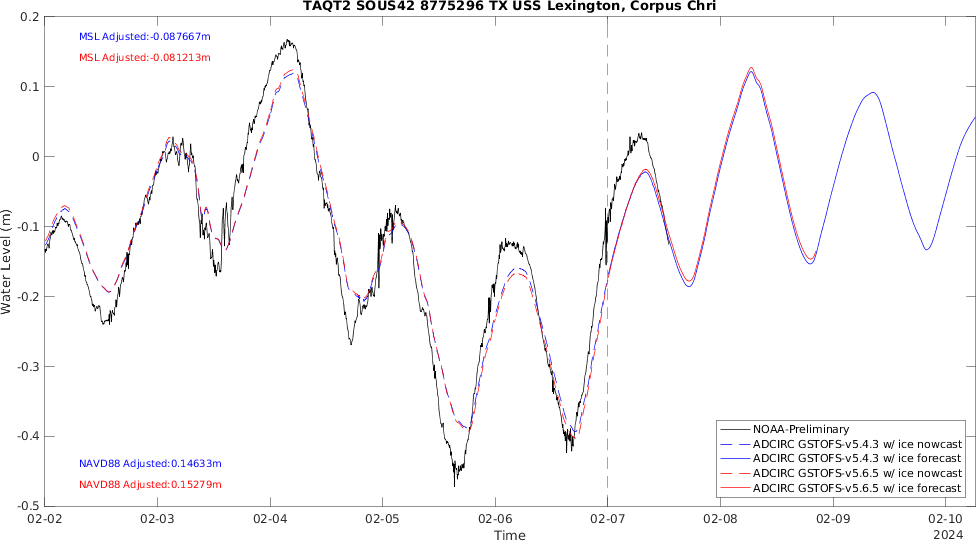 TAQT2 SOUS42 8775296 TX USS Lexington, Corpus Chri
0.2
MSL Adjusted:-0.087667m
MSL Adjusted:-0.081213m
0.1
0
-0.1
Water Level (m)
-0.2
-0.3
-0.4
NOAA-Preliminary
ADCIRC GSTOFS-v5.4.3 w/ ice nowcast
ADCIRC GSTOFS-v5.4.3 w/ ice forecast
ADCIRC GSTOFS-v5.6.5 w/ ice nowcast
ADCIRC GSTOFS-v5.6.5 w/ ice forecast
NAVD88 Adjusted:0.14633m
NAVD88 Adjusted:0.15279m
-0.5
02-02 02-03 02-04 02-05 02-06 02-07 02-08 02-09 02-10
Time
2024